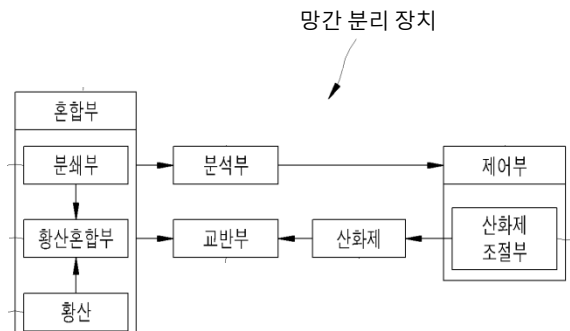 망간 분리 장치
혼합부
분쇄부
분석부
제어부
황산혼합부
교반부
산화제
산화제
조절부
황산